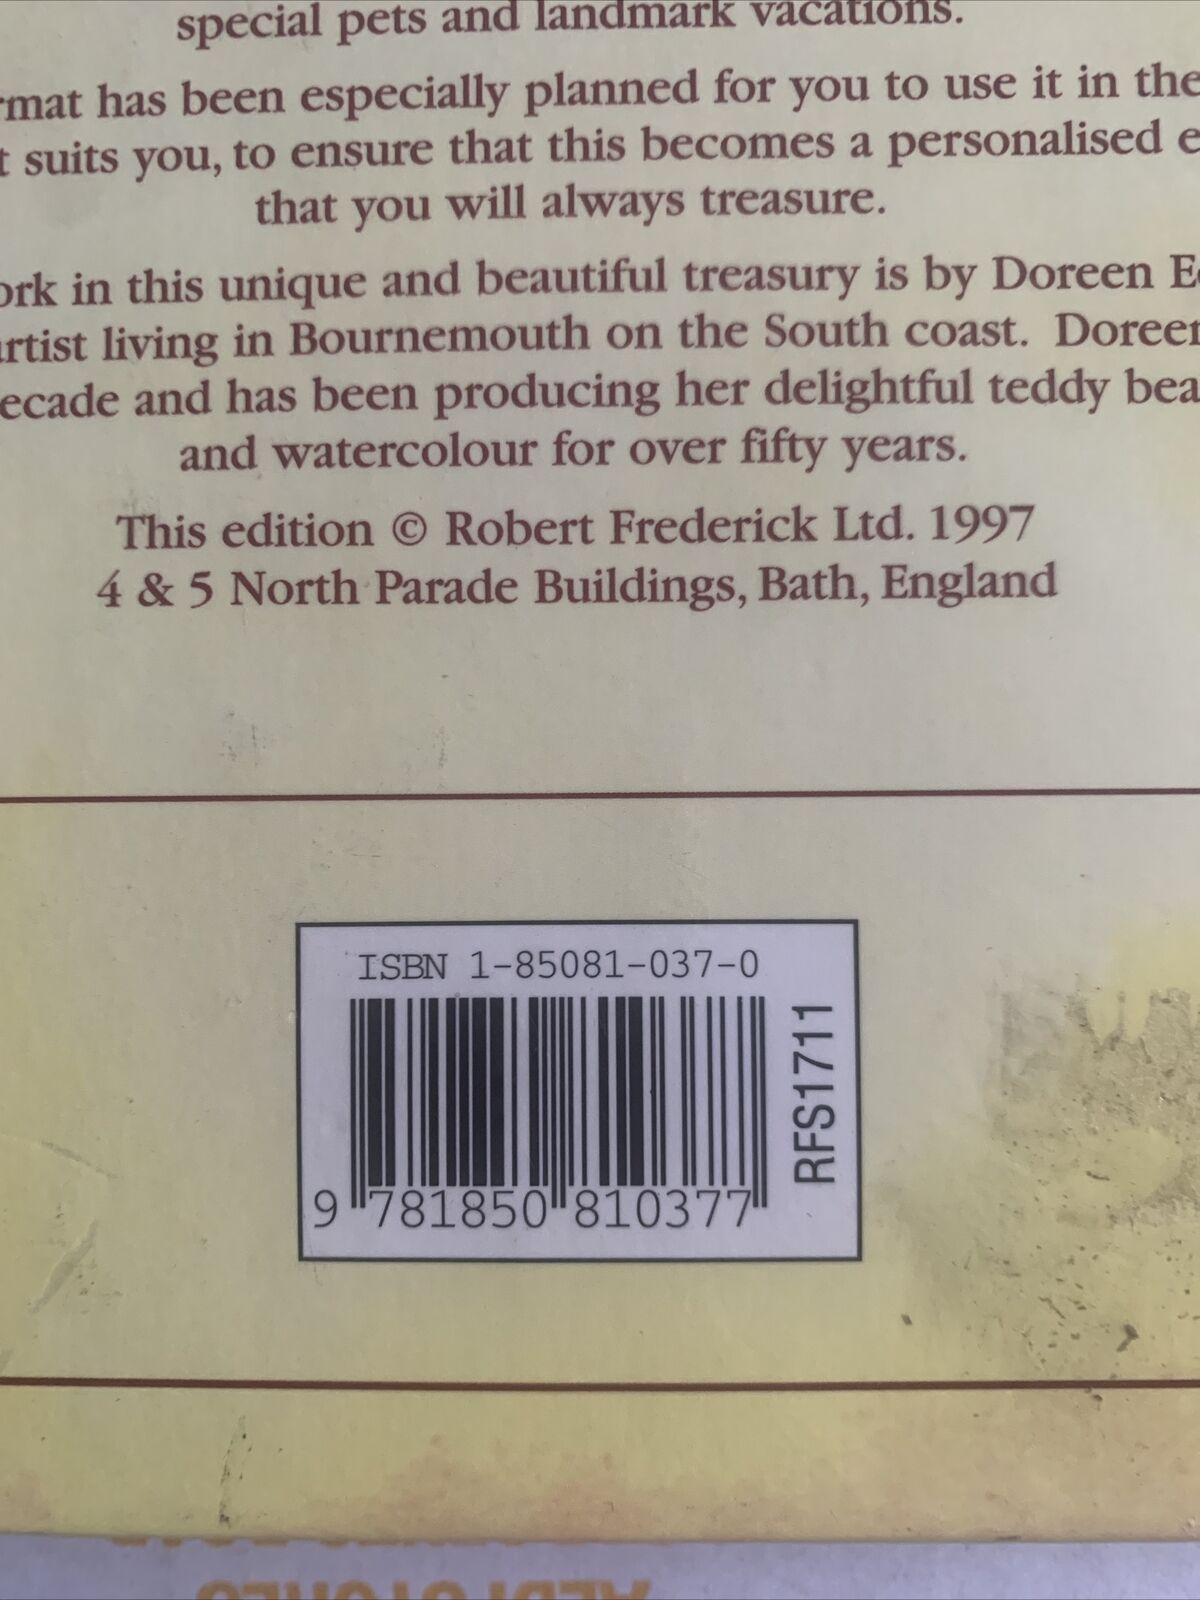 special pets and landmark vacations.
rmat has been especially planned for you to use it in the
t suits you, to ensure that this becomes a personalised e
that you will always treasure.
ork in this unique and beautiful treasury is by Doreen E
artist living in Bournemouth on the South coast. Doreen
ecade and has been producing her delightful teddy bea
and watercolour for over fifty years.
This edition © Robert Frederick Ltd. 1997
4 & 5 North Parade Buildings, Bath, England
ISBN 1-85081-037-0
9 781850 810377
RFS1711